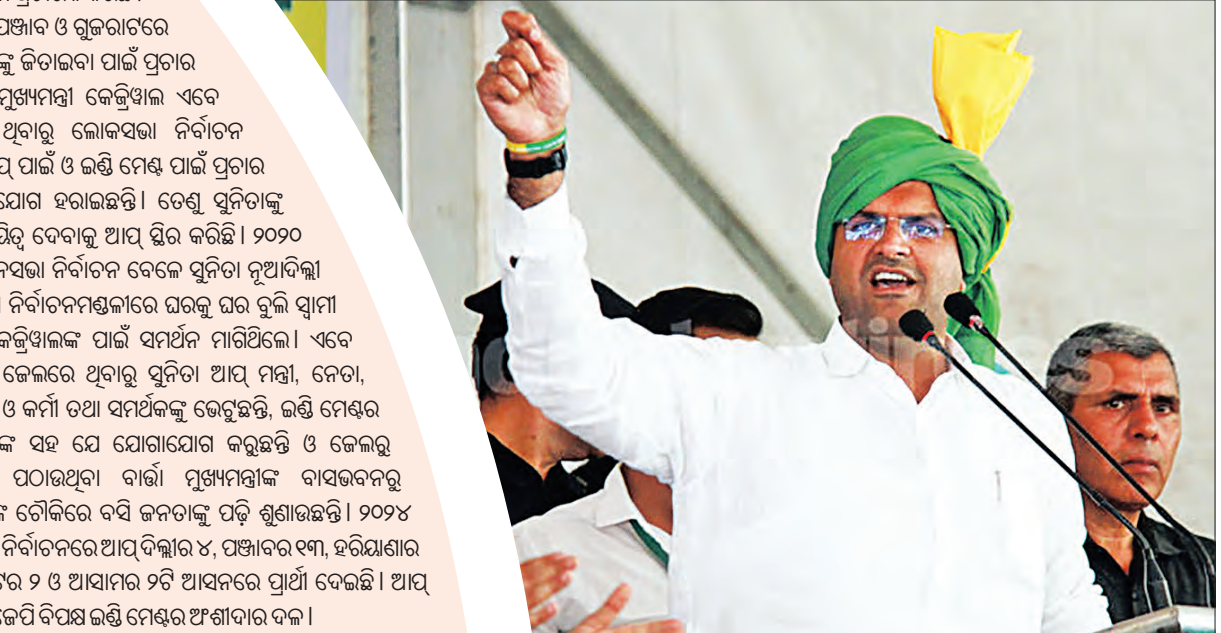 ପଞ୍ଜାବ ଓ ଗୁଜରାଟରେ
ଙ୍କୁ ଜିତାଇବା ପାଇଁ ପ୍ରଚାର
ମୁଖ୍ୟମନ୍ତ୍ରୀ କେଜ୍ରିୱାଲ ଏବେ
ଥିବାରୁ ଲୋକସଭା ନିର୍ବାଚନ
ପ୍ ପାଇଁ ଓ ଇଣ୍ଡି ମେଣ୍ଟ ପାଇଁ ପ୍ରଚାର
ଯୋଗ ହରାଇଛନ୍ତି। ତେଣୁ ସୁନିତାଙ୍କୁ
ୟିତ୍ୱ ଦେବାକୁ ଆପ୍ ସ୍ଥିର କରିଛି। ୨୦୨୦
ନସଭା ନିର୍ବାଚନ ବେଳେ ସୁନିତା ନୂଆଦିଲ୍ଲୀ
ନିର୍ବାଚନମଣ୍ଡଳୀରେ ଘରକୁ ଘର ବୁଲି ସ୍ୱାମୀ
କେଜ୍ରିୱାଲଙ୍କ ପାଇଁ ସମର୍ଥନ ମାଗିଥିଲେ। ଏବେ
ଜେଲରେ ଥିବାରୁ ସୁନିତା ଆପ୍ ମନ୍ତ୍ରୀ, ନେତା,
ଓ କର୍ମୀ ତଥା ସମର୍ଥକଙ୍କୁ ଭେଟୁଛନ୍ତି, ଇଣ୍ଡି ମେଣ୍ଟର
ଙ୍କ ସହ ଯେ ଯୋଗାଯୋଗ କରୁଛନ୍ତି ଓ ଜେଲରୁ
ପଠାଉଥିବା ବାର୍ତ୍ତା ମୁଖ୍ୟମନ୍ତ୍ରୀଙ୍କ ବାସଭବନରୁ
ଙ୍କ ଚୌକିରେ ବସି ଜନତାଙ୍କୁ ପଢ଼ି ଶୁଣାଉଛନ୍ତି। ୨୦୨୪
ନିର୍ବାଚନରେ ଆପ୍ ଦିଲ୍ଲୀର ୪, ପଞ୍ଜାବର ୧୩, ହରିୟାଣାର
ଟର ୨ ଓ ଆସାମର ୨ଟି ଆସନରେ ପ୍ରାର୍ଥୀ ଦେଇଛି। ଆପ୍
ଜେପି ବିପକ୍ଷ ଇଣ୍ଡି ମେଣ୍ଟର ଅଂଶୀଦାର ଦଳ।